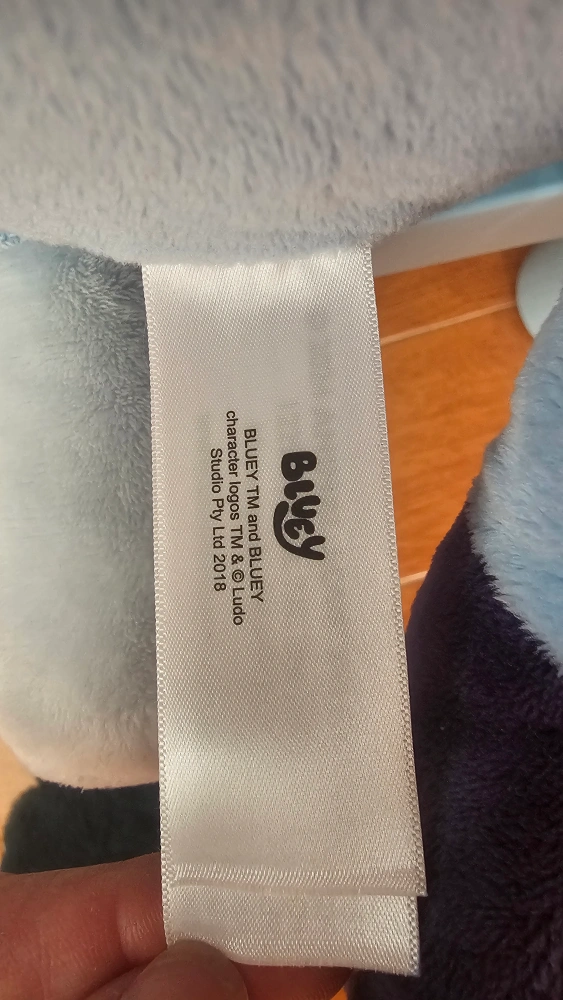 BLUEY
BLUEY TM and BLUEY
character logos TM & © Ludo
Studio Pty Ltd 2018